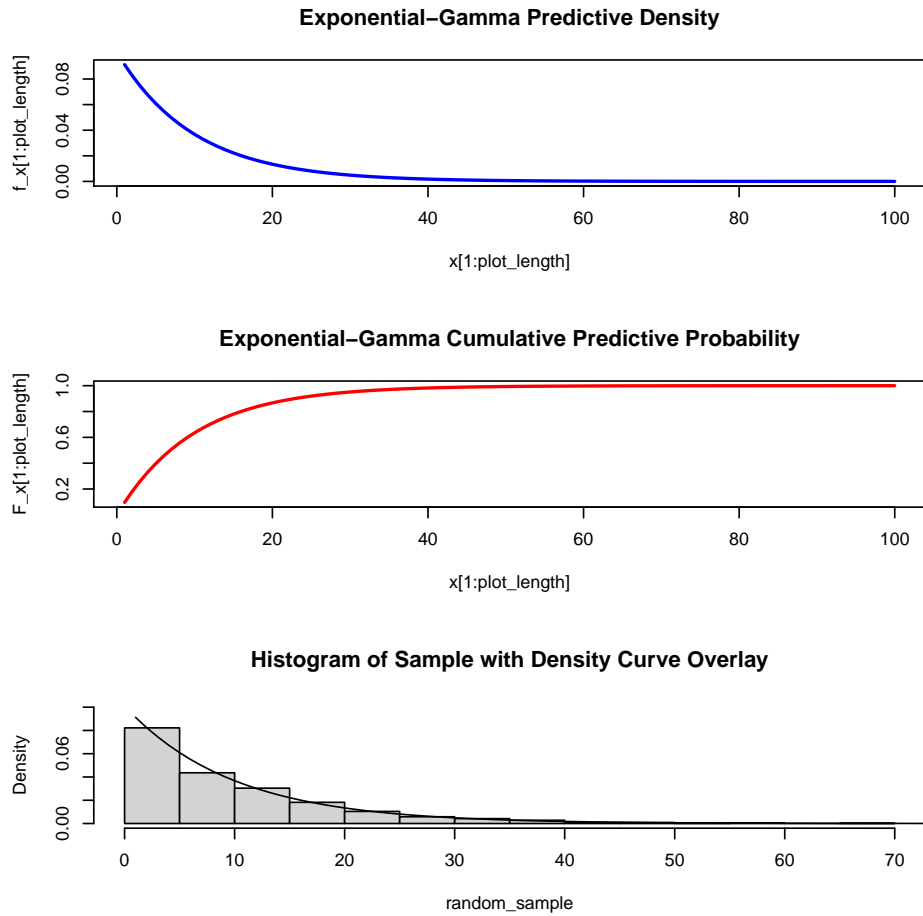 Exponential−Gamma Predictive Density
f_x[1:plot_length]
0.00 0.04 0.08
0 20 40 60 80 100
x[1:plot_length]
Exponential−Gamma Cumulative Predictive Probability
F_x[1:plot_length]
0.2 0.6 1.0
0 20 40 60 80 100
x[1:plot_length]
Histogram of Sample with Density Curve Overlay
Density
0.00 0.06
0 10 20 30 40 50 60 70
random_sample